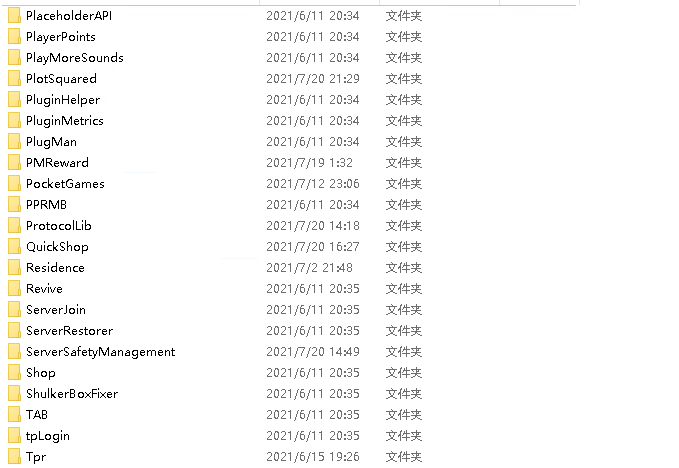 PlaceholderAPI 2021/6/11 20:34 文件夹
PlayerPoints 2021/6/11 20:34 文件夹
PlayMoreSounds 2021/6/11 20:34 文件夹
PlotSquared 2021/7/20 21:29 文件夹
PluginHelper 2021/6/11 20:34 文件夹
PluginMetrics 2021/6/11 20:34 文件夹
PlugMan 2021/6/11 20:34 文件夹
PMReward 2021/7/19 1:32 文件夹
PocketGames 2021/7/12 23:06 文件夹
PPRMB 2021/6/11 20:34 文件夹
ProtocolLib 2021/7/20 14:18 文件夹
QuickShop 2021/7/20 16:27 文件夹
Residence 2021/7/2 21:48 文件夹
Revive 2021/6/11 20:35 文件夹
ServerJoin 2021/6/11 20:35 文件夹
ServerRestorer 2021/6/11 20:35 文件夹
ServerSafetyManagement 2021/7/20 14:49 文件夹
Shop 2021/6/11 20:35 文件夹
ShulkerBoxFixer 2021/6/11 20:35 文件夹
TAB 2021/6/11 20:35 文件夹
tpLogin 2021/6/11 20:35 文件夹
Tpr 2021/6/15 19:26 文件夹